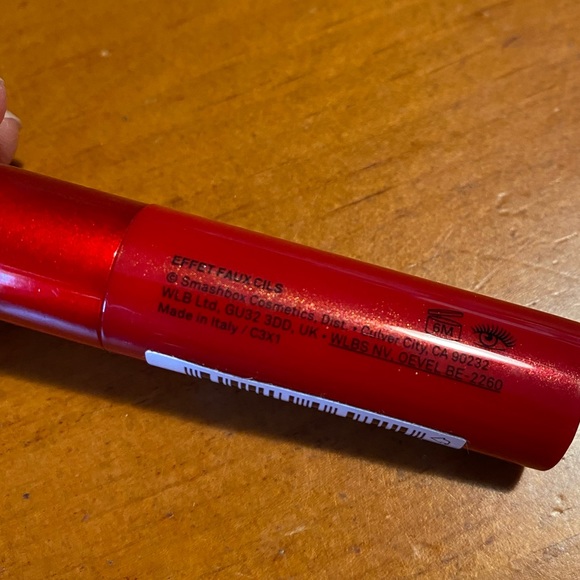 EFFET FAUX CILS
© Smashbox Cosmetics, Dist. • Culver City, CA 90232
WLB Ltd, GU32 3DD, UK • WLBS NV, OEVEL BE-2260
Made in Italy / C3X1
6M